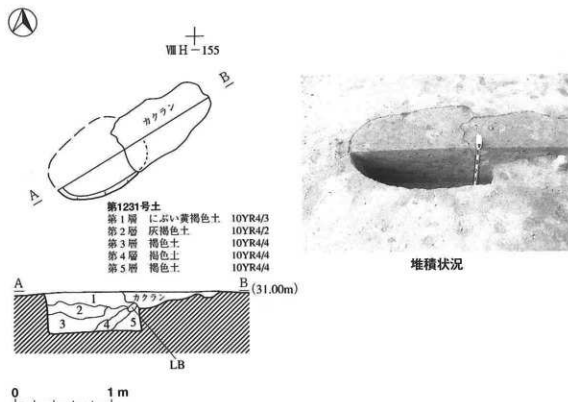 ⅧH-155
A
B
カクラン
第1231号土
第1層 にぶい黄褐色土 10YR4/3
第2層 灰褐色土 10YR4/2
第3層 褐色土 10YR4/4
第4層 褐色土 10YR4/4
第5層 褐色土 10YR4/4
堆積状況
A
B
(31.00m)
1
カクラン
2
3
4
5
LB
0
1 m